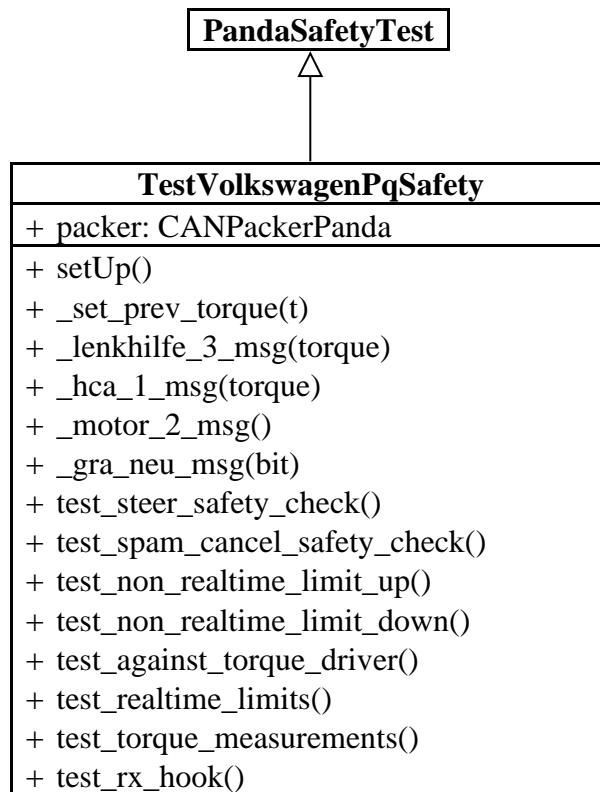 PandaSafetyTest
TestVolkswagenPqSafety
+ packer: CANPackerPanda
+ setUp()
+ _set_prev_torque(t)
+ _lenkhilfe_3_msg(torque)
+ _hca_1_msg(torque)
+ _motor_2_msg()
+ _gra_neu_msg(bit)
+ test_steer_safety_check()
+ test_spam_cancel_safety_check()
+ test_non_realtime_limit_up()
+ test_non_realtime_limit_down()
+ test_against_torque_driver()
+ test_realtime_limits()
+ test_torque_measurements()
+ test_rx_hook()